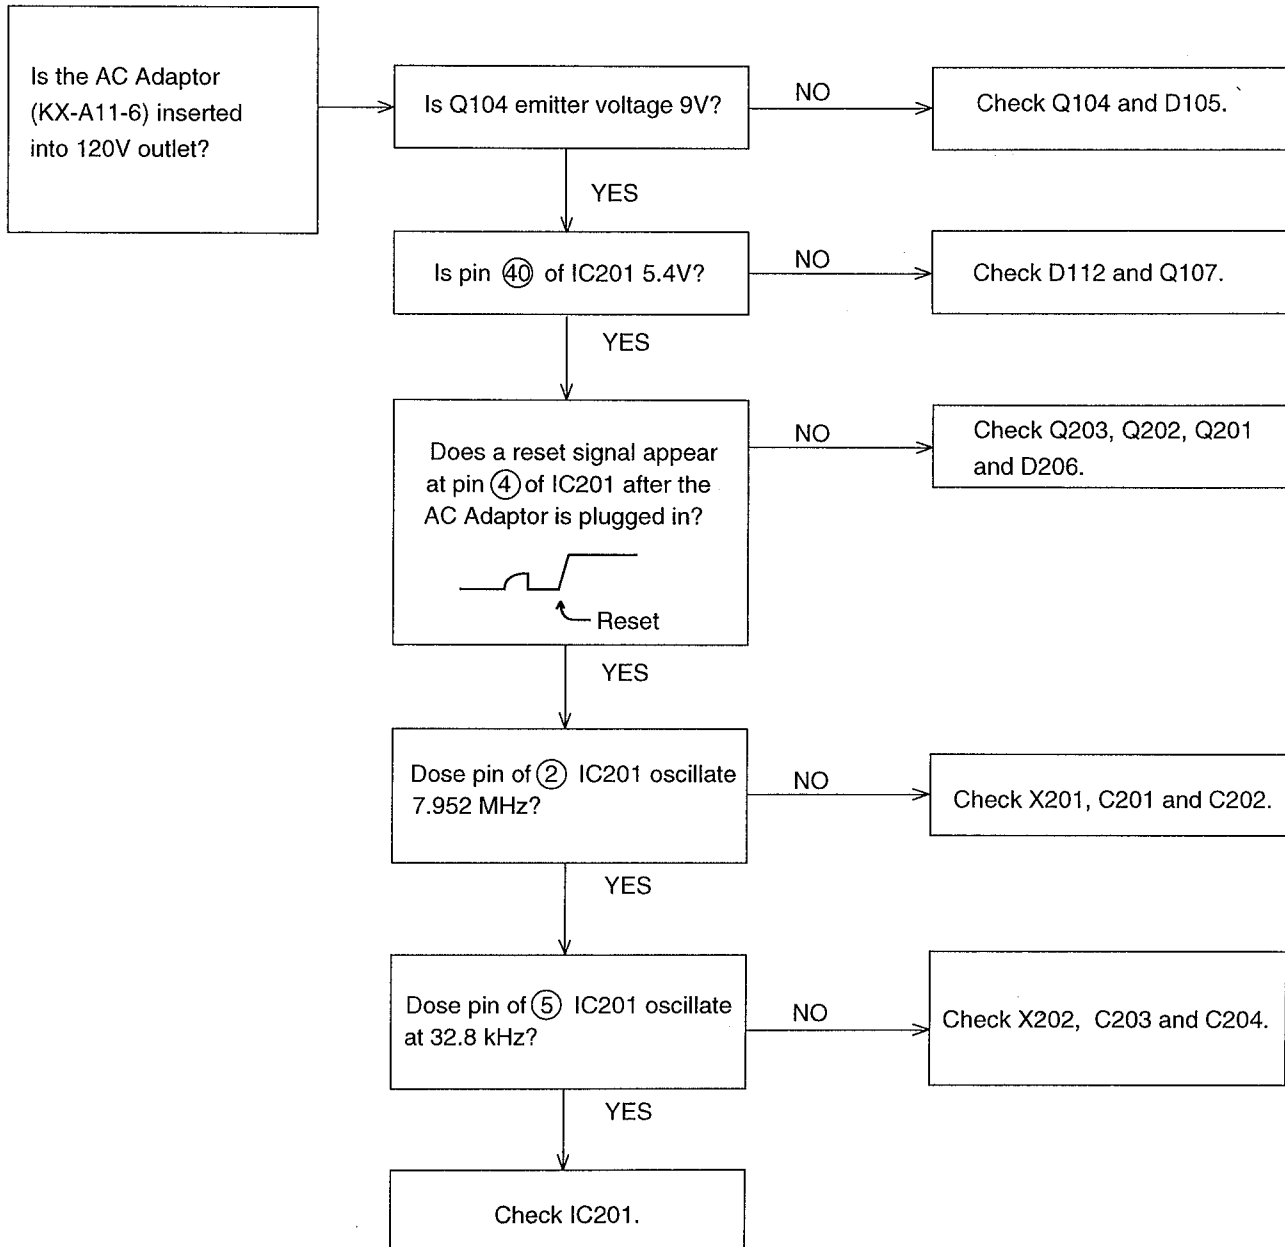 Is the AC Adaptor
(KX-A11-6) inserted
into 120V outlet?
Is Q104 emitter voltage 9V?
NO
Check Q104 and D105.
YES
Is pin 40 of IC201 5.4V?
NO
Check D112 and Q107.
YES
Does a reset signal appear
at pin 4 of IC201 after the
AC Adaptor is plugged in?
Reset
NO
Check Q203, Q202, Q201
and D206.
YES
Dose pin of 2 IC201 oscillate
7.952 MHz?
NO
Check X201, C201 and C202.
YES
Dose pin of 5 IC201 oscillate
at 32.8 kHz?
NO
Check X202, C203 and C204.
YES
Check IC201.